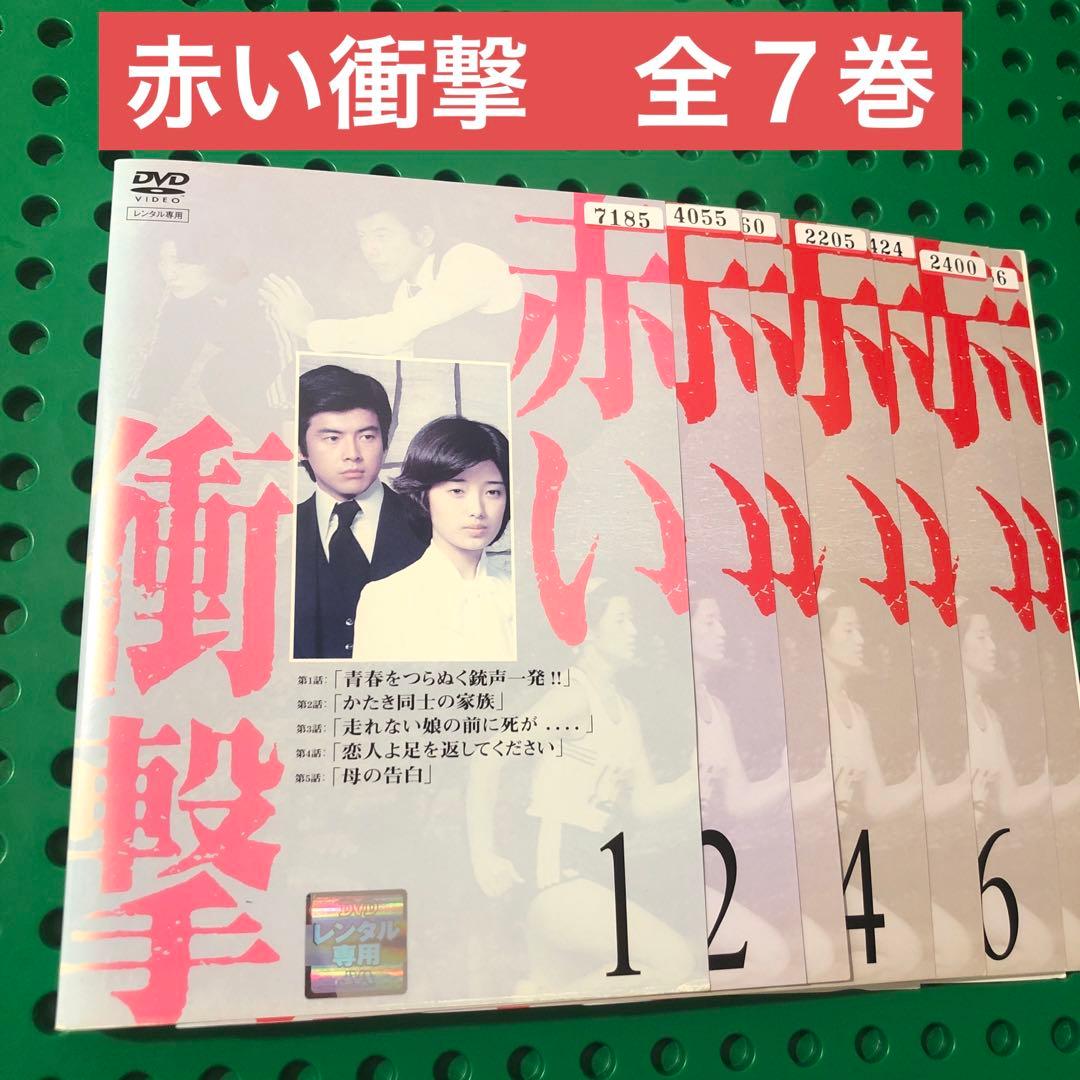 赤い衝撃　全7巻
DVD
VIDEO
レンタル専用
7185
4055
60
2205
424
2400
6
赤い
衝撃
第1話:「青春をつらぬく銃声一発!!」
第2話:「かたき同士の家族」
第3話:「走れない娘の前に死が‥‥」
第4話:「恋人よ足を返してください」
第5話:「母の告白」
レンタル
専用
1
2
4
6